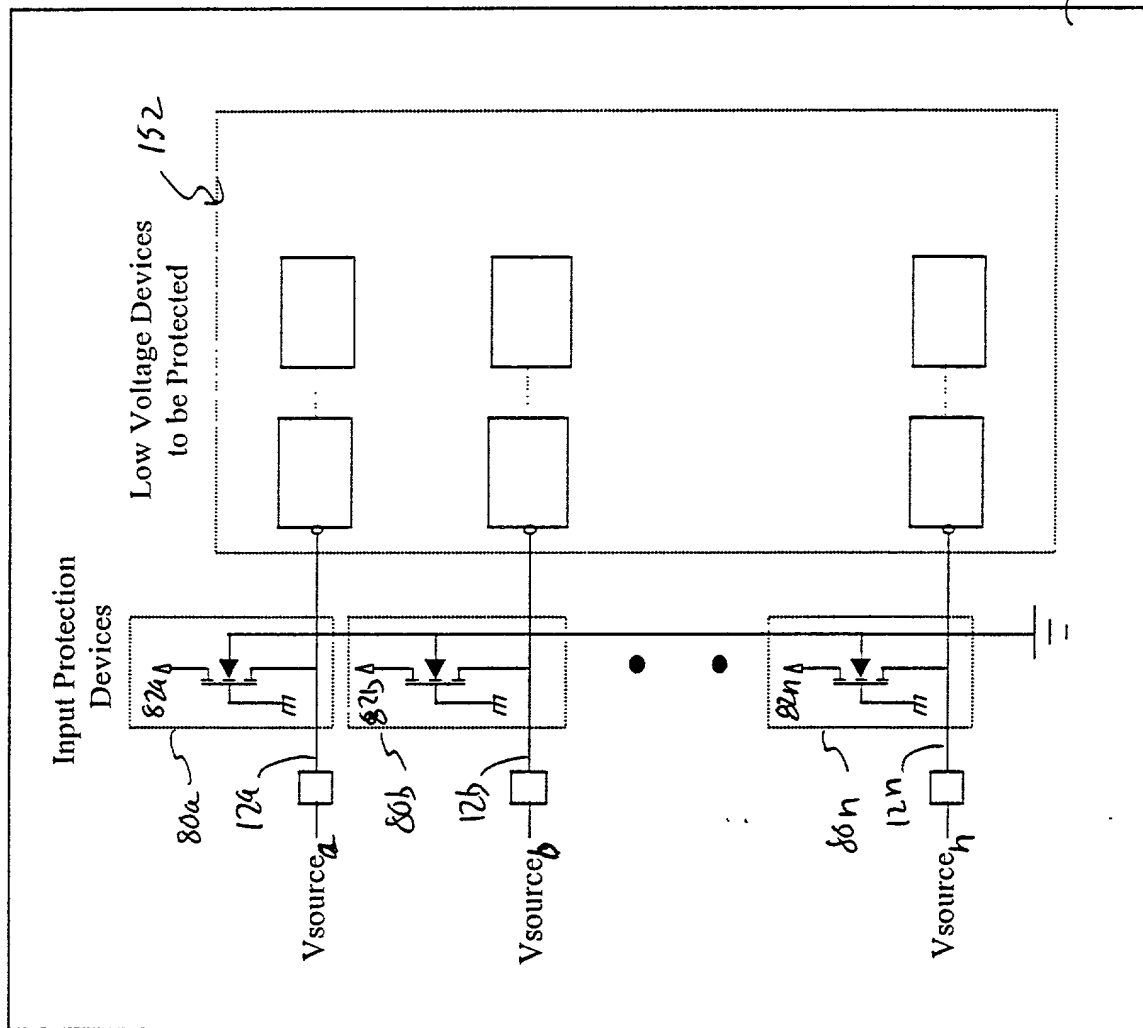 Input Protection
Devices
Low Voltage Devices
to be Protected
152
82a
80a
12a
Vsource a
82b
80b
12b
Vsource b
82n
80n
12n
Vsource n